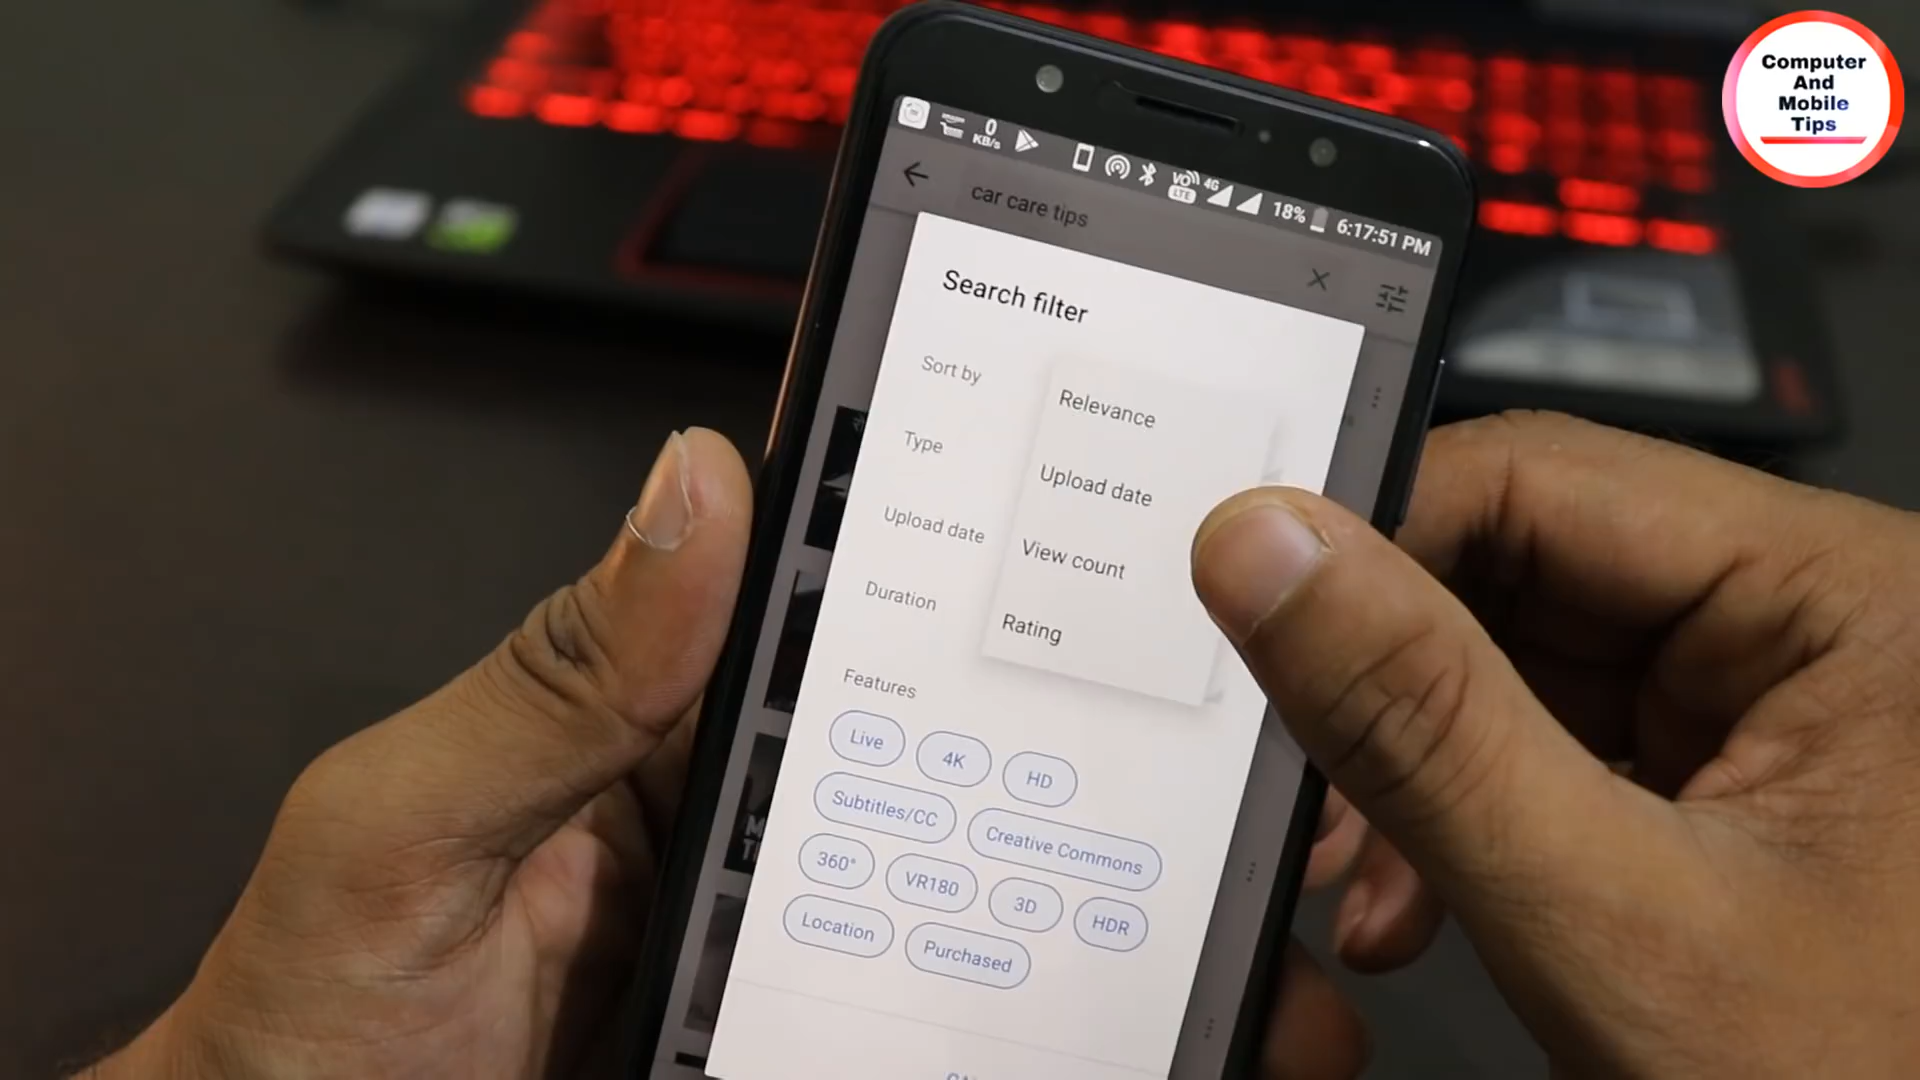 Computer
And
Mobile
Tips
0
KB/s
VO))
LTE
4G
18%
6:17:51 PM
car care tips
Search filter
Sort by
Relevance
Type
Upload date
Upload date
View count
Duration
Rating
Features
Live
4K
HD
Subtitles/CC
Creative Commons
360°
VR180
3D
HDR
Location
Purchased